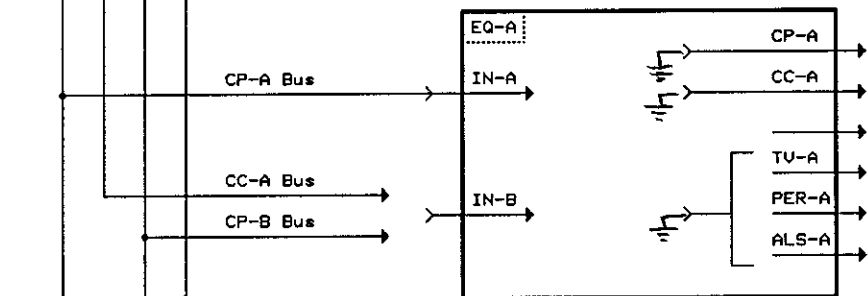 EQ-A
CP-A
CP-A Bus
IN-A
CC-A
TV-A
CC-A Bus
IN-B
PER-A
CP-B Bus
ALS-A